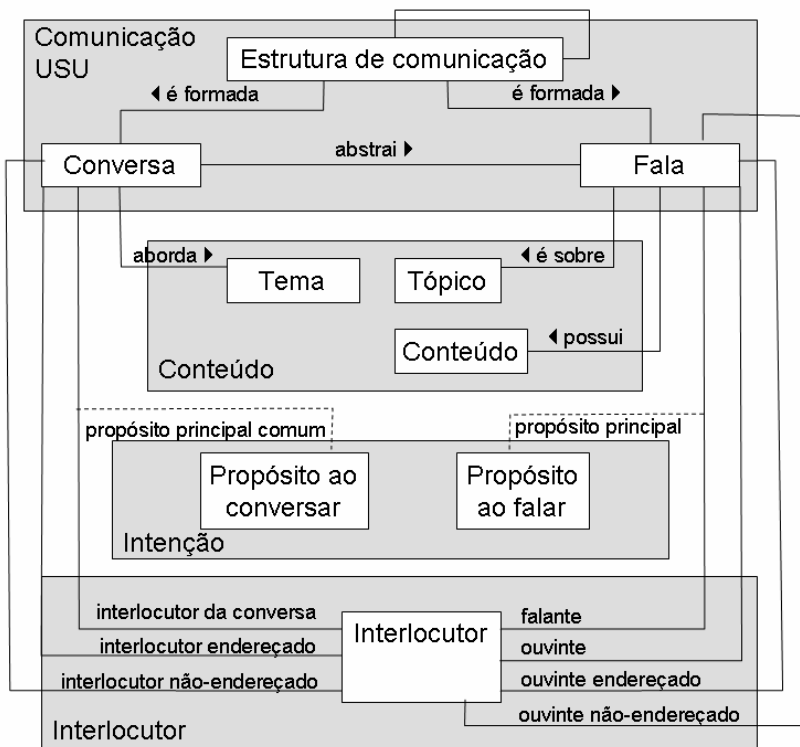 Comunicação
USU
Estrutura de comunicação
é formada
é formada
Conversa
abstrai
Fala
aborda
é sobre
Tema
Tópico
Conteúdo
possui
Conteúdo
propósito principal comum
propósito principal
Propósito ao
conversar
Propósito
ao falar
Intenção
interlocutor da conversa
Interlocutor
falante
interlocutor endereçado
ouvinte
interlocutor não-endereçado
ouvinte endereçado
ouvinte não-endereçado
Interlocutor